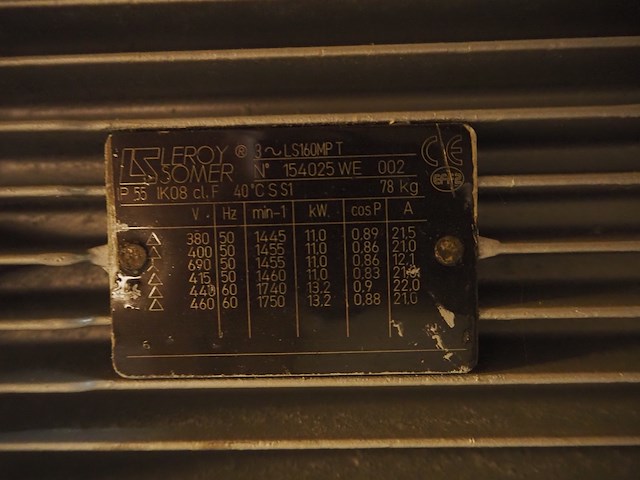 LEROY SOMER ® 3~ LS160MP T CE
N° 154025 WE 002
IP 55 IK08 cl.F 40°C S S1 78 kg
V Hz min-1 kW cos P A
△ 380 50 1445 11.0 0.89 21.5
△ 400 50 1455 11.0 0.86 21.0
690 50 1455 11.0 0.86 12.1
△ 415 50 1460 11.0 0.83 21.0
△ 440 60 1740 13.2 0.9 22.0
△ 460 60 1750 13.2 0.88 21.0